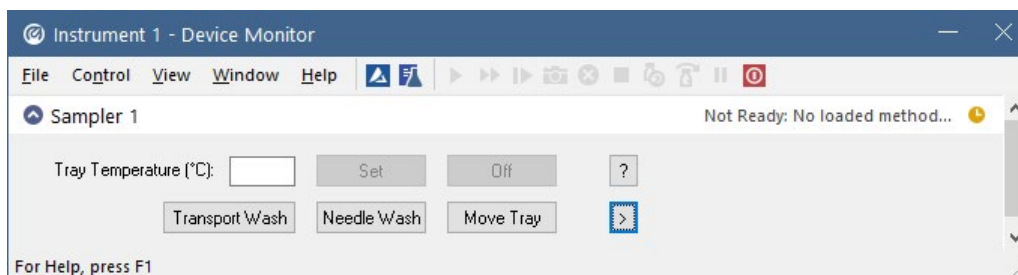 Instrument 1 - Device Monitor
File Control View Window Help
Sampler 1 Not Ready: No loaded method...
Tray Temperature (°C): Set Off ?
Transport Wash Needle Wash Move Tray >
For Help, press F1